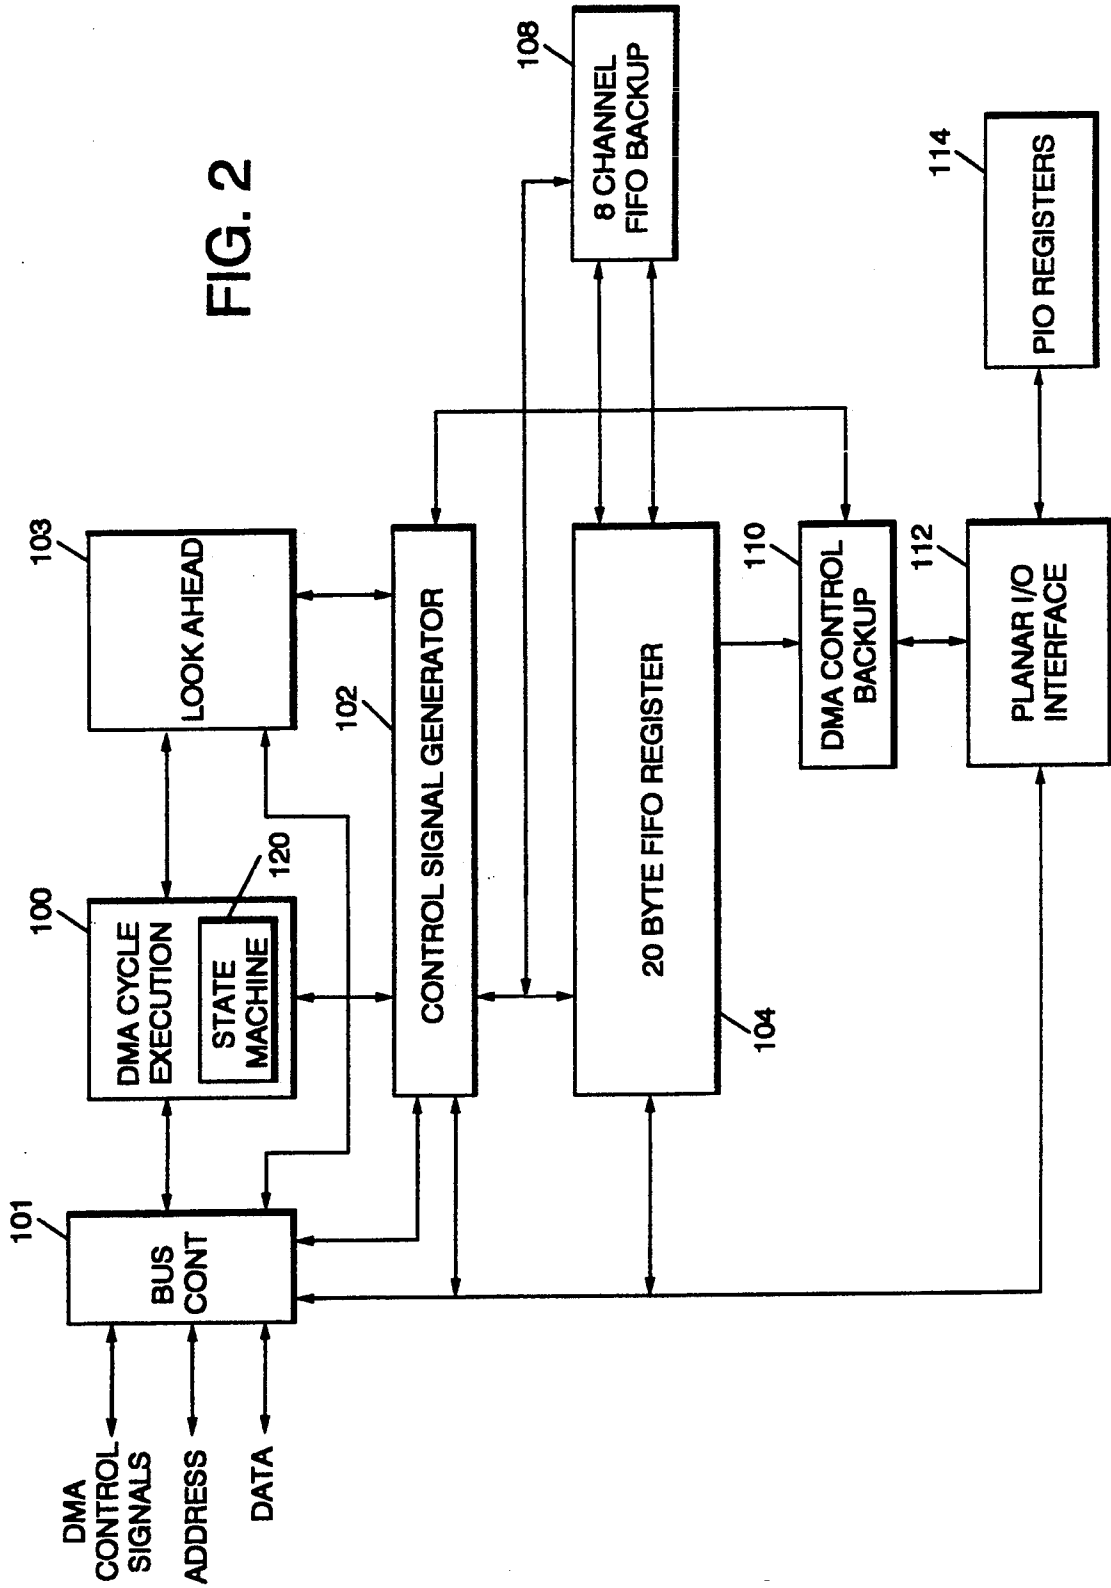 FIG. 2
101
BUS
CONT
DMA
CONTROL
SIGNALS
ADDRESS
DATA
100
DMA CYCLE
EXECUTION
STATE
MACHINE
120
103
LOOK AHEAD
102
CONTROL SIGNAL GENERATOR
108
8 CHANNEL
FIFO BACKUP
20 BYTE FIFO REGISTER
104
110
DMA CONTROL
BACKUP
112
PLANAR I/O
INTERFACE
114
PIO REGISTERS